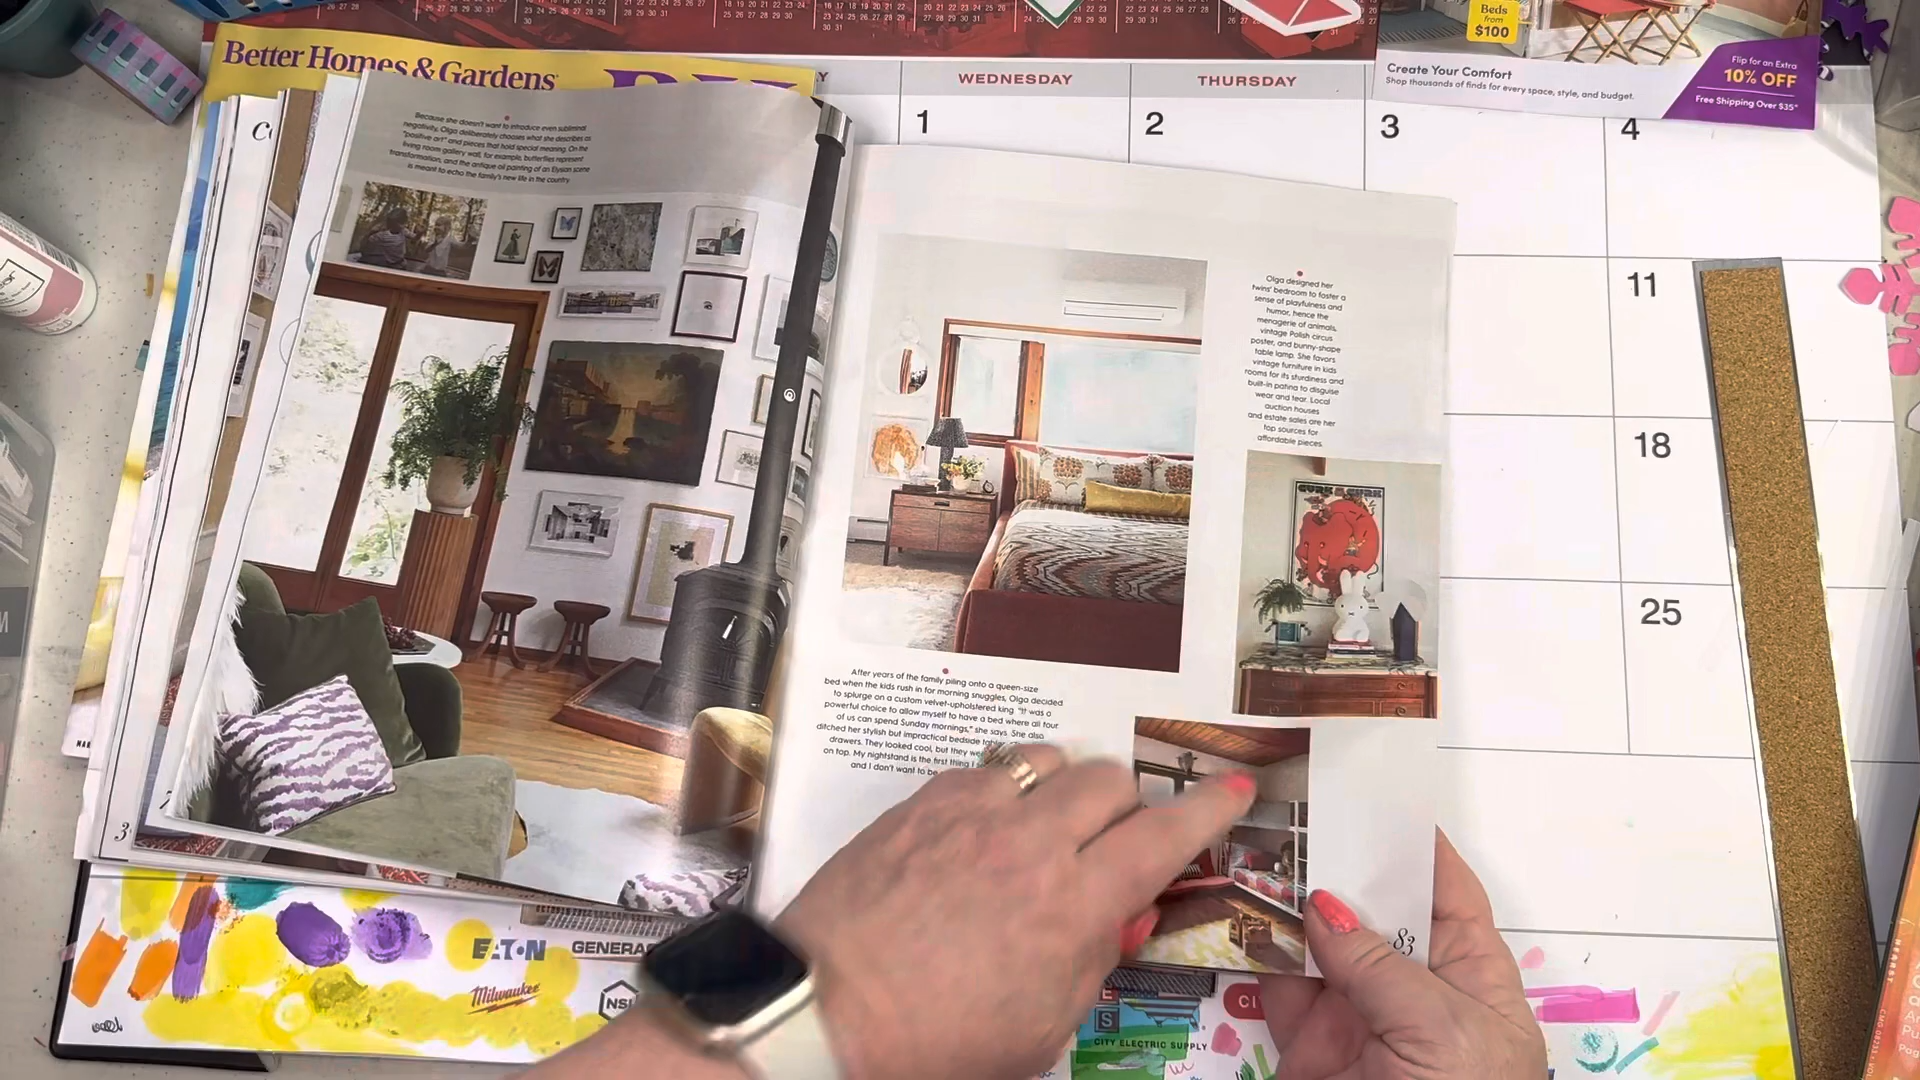 Better Homes & Gardens
Because she doesn't want to introduce even subliminal
negativity, Olga deliberately chooses what she describes as
"positive art" and pieces that hold special meaning. On the
living room gallery wall, for example, butterflies represent
transformation, and the antique oil painting of an Elysian scene
is meant to echo the family's new life in the country.
Olga designed her
twins' bedroom to foster a
sense of playfulness and
humor, hence the
menagerie of animals,
vintage Polish circus
poster, and bunny-shape
table lamp. She favors
vintage furniture in kids
rooms for its sturdiness and
built-in patina to disguise
wear and tear. Local
auction houses
and estate sales are her
top sources for
affordable pieces.
After years of the family piling onto a queen-size
bed when the kids rush in for morning snuggles, Olga decided
to splurge on a custom velvet-upholstered king. "It was a
powerful choice to allow myself to have a bed where all four
of us can spend Sunday mornings," she says. She also
ditched her stylish but impractical bedside
drawers. They looked cool, but they
on top. My nightstand is the first thing I
and I don't want to be
83
WEDNESDAY
THURSDAY
1
2
3
4
11
18
25
Beds
from
$100
Create Your Comfort
Shop thousands of finds for every space, style, and budget.
Flip for an Extra
10% OFF
Free Shipping Over $35*
EATON
GENERAC
Milwaukee
NSI
CITY ELECTRIC SUPPLY